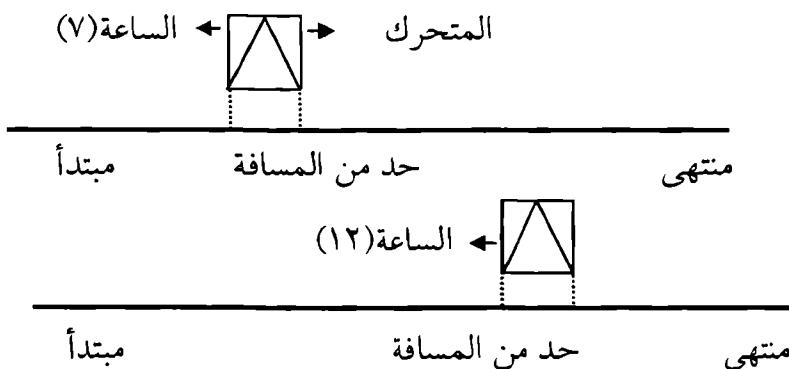 المتحرك الساعة(٧)
منتهى حد من المسافة مبتدأ
الساعة(١٢)
منتهى حد من المسافة مبتدأ